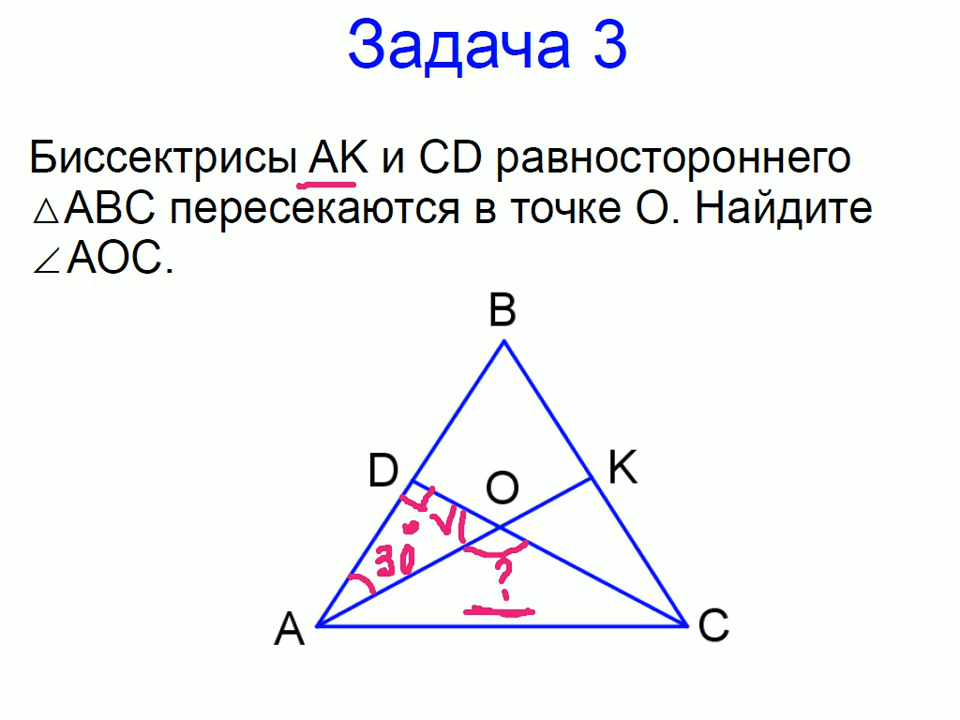 Задача 3
Биссектрисы AK и CD равностороннего
△ABC пересекаются в точке O. Найдите
∠AOC.
B
D
O
K
30
?
A
C